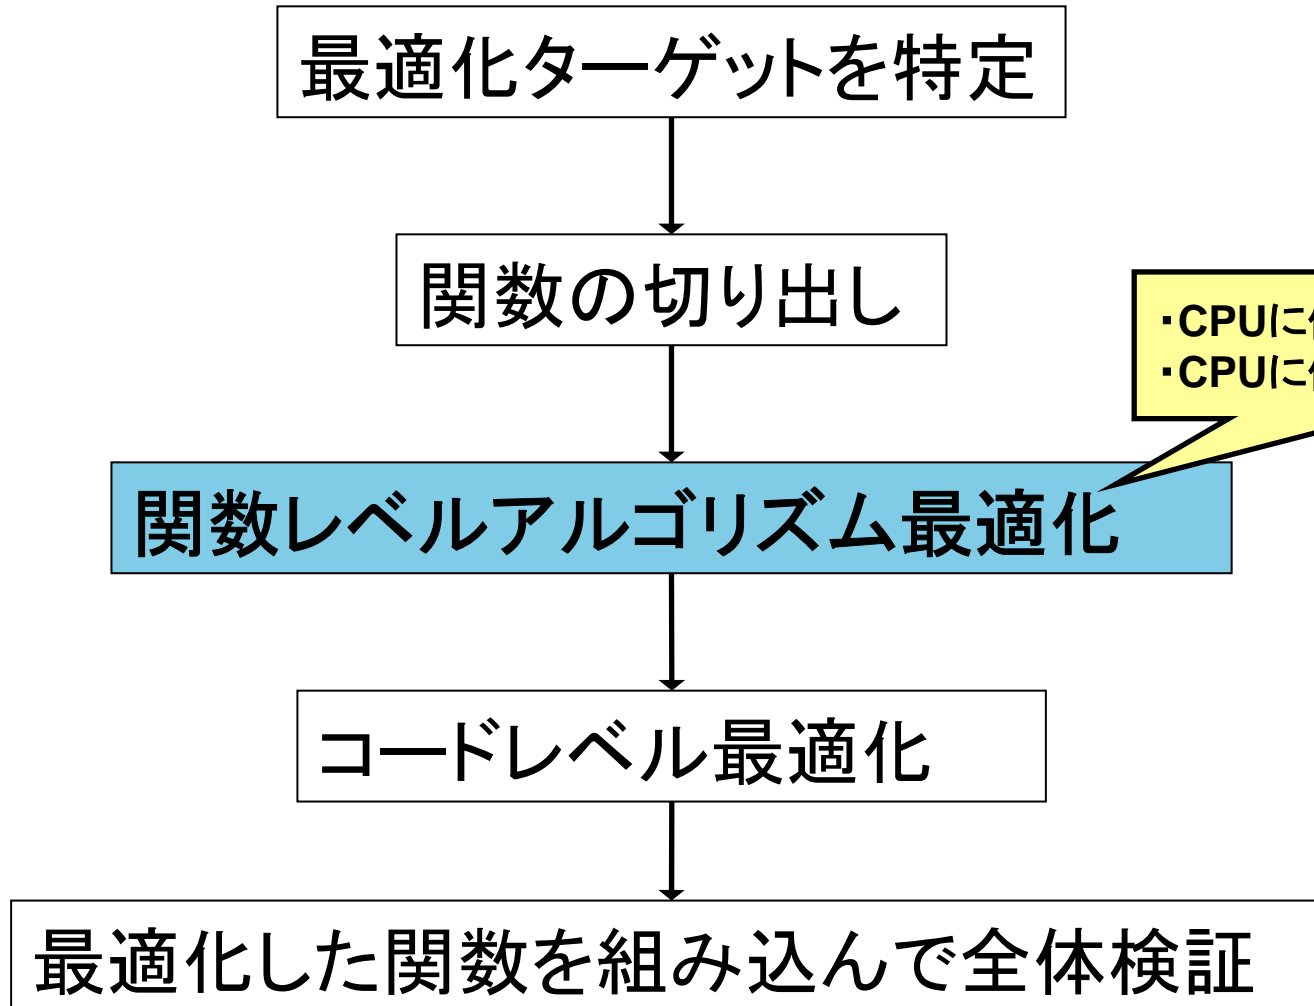 最適化ターゲットを特定
関数の切り出し
・CPUに
・CPUに
関数レベルアルゴリズム最適化
コードレベル最適化
最適化した関数を組み込んで全体検証